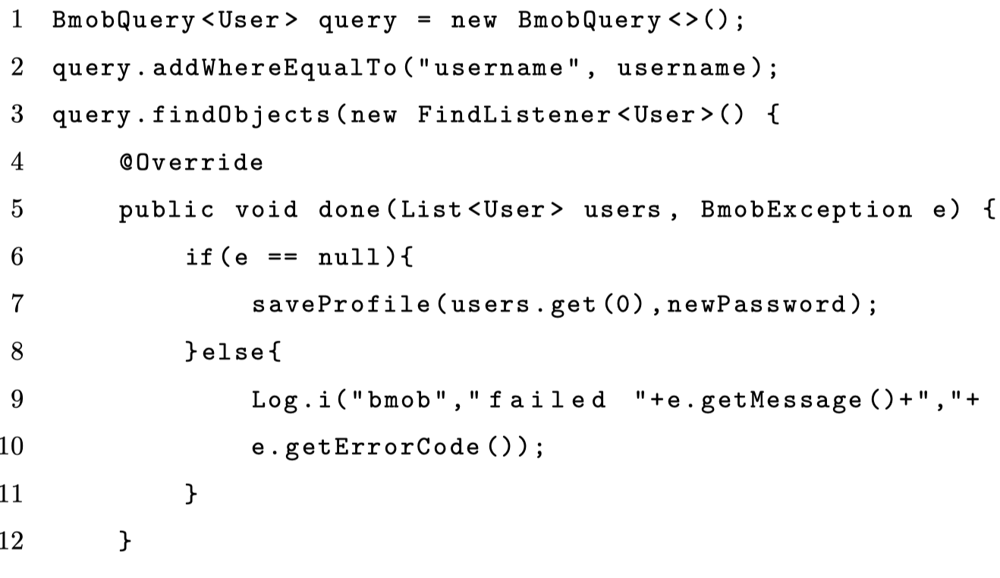 1 BmobQuery<User> query = new BmobQuery<>();
2 query.addWhereEqualTo("username", username);
3 query.findObjects(new FindListener<User>() {
4 @Override
5 public void done(List<User> users, BmobException e) {
6 if(e == null){
7 saveProfile(users.get(0),newPassword);
8 }else{
9 Log.i("bmob","failed "+e.getMessage()+","+
10 e.getErrorCode());
11 }
12 }